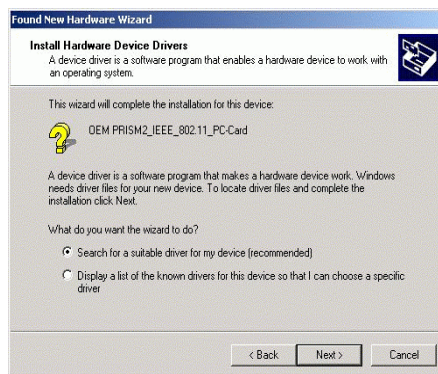 Found New Hardware Wizard
Install Hardware Device Drivers
A device driver is a software program that enables a hardware device to work with
an operating system.
This wizard will complete the installation for this device:
OEM PRISM2_IEEE_802.11_PC-Card
A device driver is a software program that makes a hardware device work. Windows
needs driver files for your new device. To locate driver files and complete the
installation click Next.
What do you want the wizard to do?
Search for a suitable driver for my device (recommended)
Display a list of the known drivers for this device so that I can choose a specific
driver
< Back
Next >
Cancel